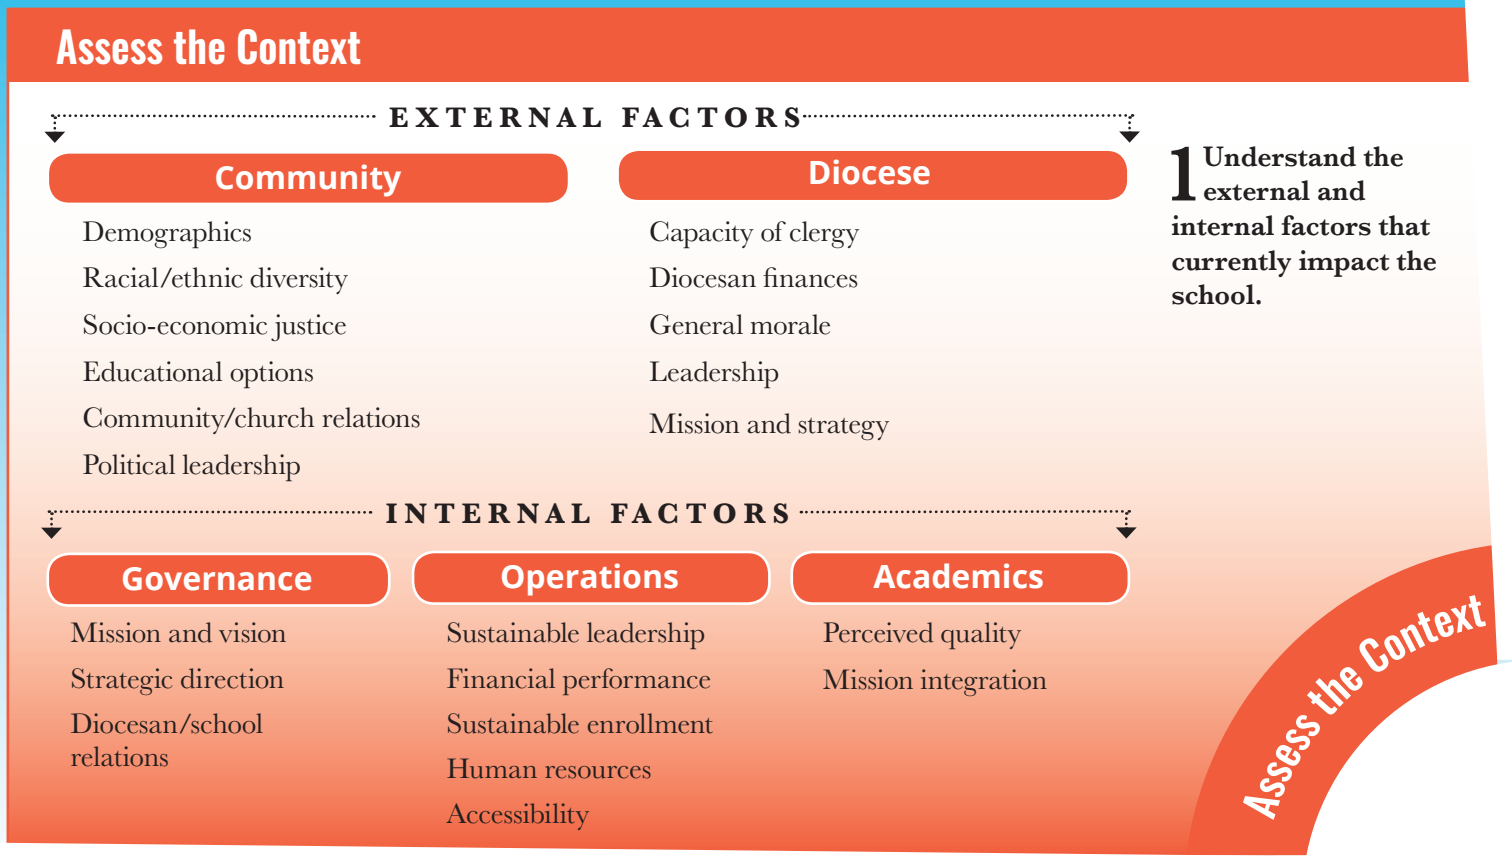 Assess the Context
EXTERNAL FACTORS
Community
Demographics
Racial/ethnic diversity
Socio-economic justice
Educational options
Community/church relations
Political leadership
Diocese
Capacity of clergy
Diocesan finances
General morale
Leadership
Mission and strategy
1 Understand the
external and
internal factors that
currently impact the
school.
INTERNAL FACTORS
Governance
Mission and vision
Strategic direction
Diocesan/school
relations
Operations
Sustainable leadership
Financial performance
Sustainable enrollment
Human resources
Accessibility
Academics
Perceived quality
Mission integration
Assess the Context